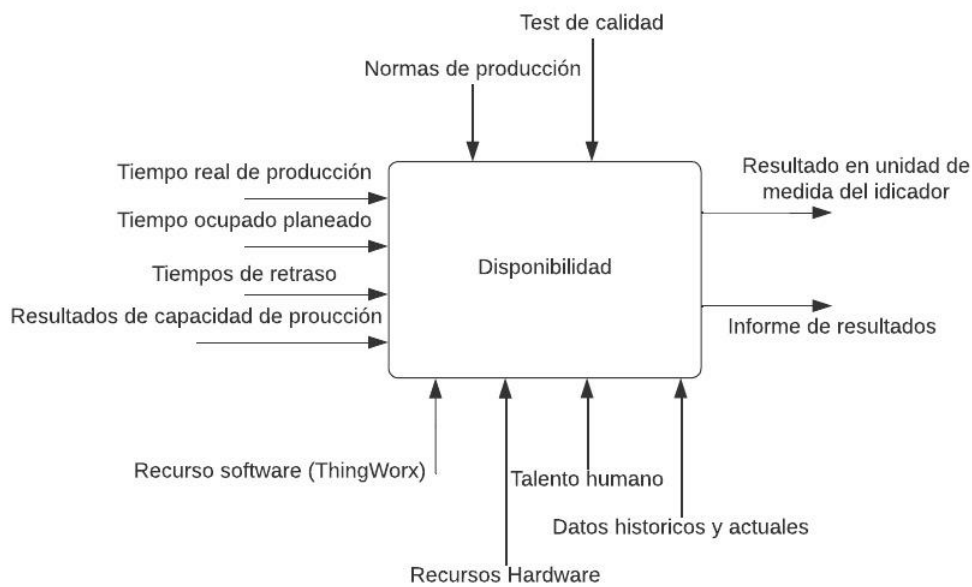 Test de calidad
Normas de producción
Tiempo real de producción
Tiempo ocupado planeado
Tiempos de retraso
Resultados de capacidad de proucción
Disponibilidad
Resultado en unidad de
medida del idicador
Informe de resultados
Recurso software (ThingWorx)
Talento humano
Datos historicos y actuales
Recursos Hardware